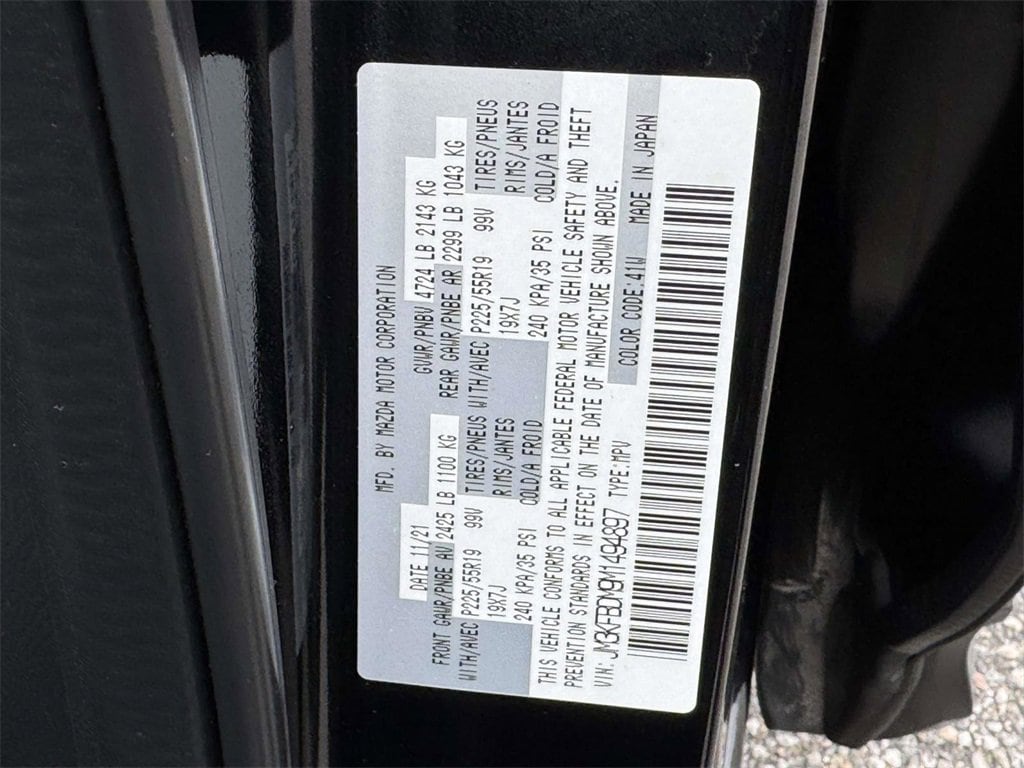 MFD. BY MAZDA MOTOR CORPORATION
DATE 11/21 GVWR/PNBV 4724 LB 2143 KG
FRONT GAWR/PNBE AV 2425 LB 1100 KG REAR GAWR/PNBE AR 2299 LB 1043 KG
WITH/AVEC P225/55R19 99V TIRES/PNEUS WITH/AVEC P225/55R19 99V TIRES/PNEUS
19X7J RIMS/JANTES 19X7J RIMS/JANTES
240 KPA/35 PSI COLD/A FROID 240 KPA/35 PSI COLD/A FROID
THIS VEHICLE CONFORMS TO ALL APPLICABLE FEDERAL MOTOR VEHICLE SAFETY AND THEFT
PREVENTION STANDARDS IN EFFECT ON THE DATE OF MANUFACTURE SHOWN ABOVE.
VIN: JM3KFBDM9M1494897 TYPE:MPV COLOR CODE:41W MADE IN JAPAN